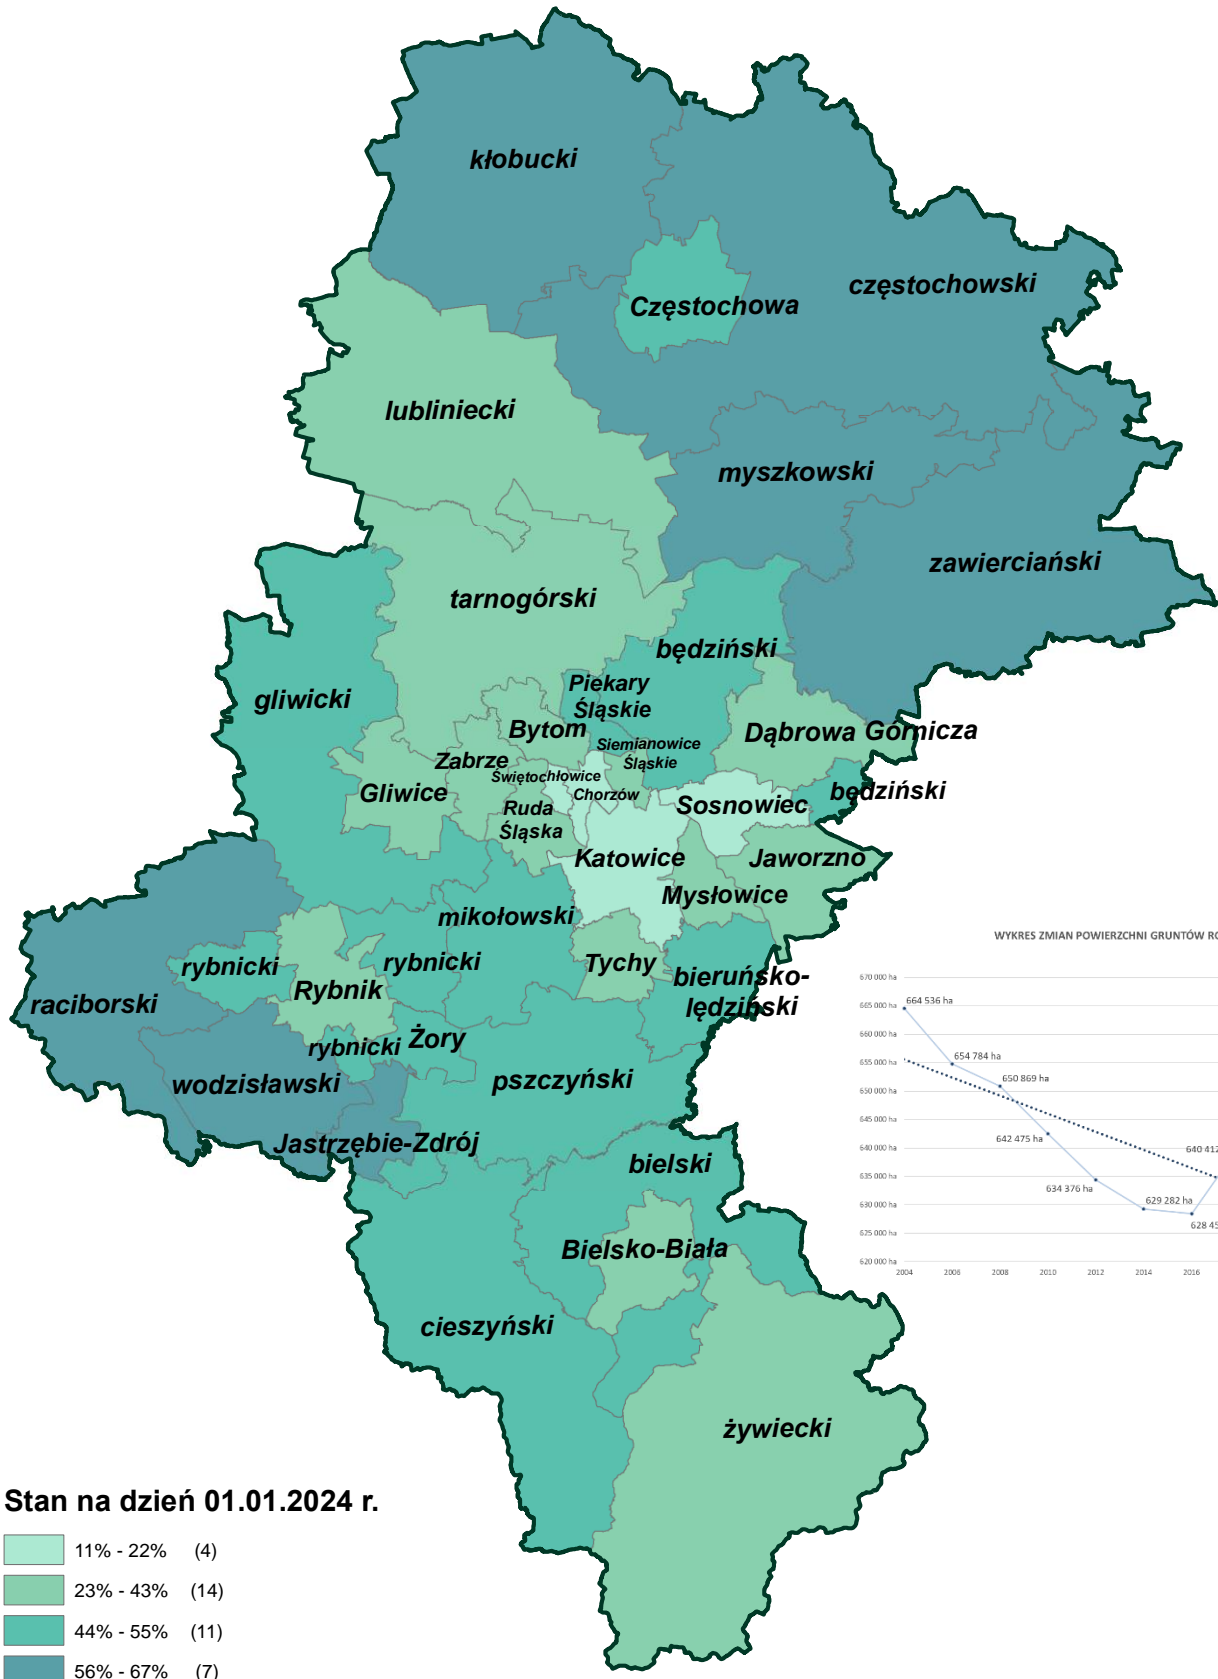 kłobucki
częstochowski
Częstochowa
lubliniecki
myszkowski
zawierciański
tarnogórski
będziński
gliwicki
Piekary
Śląskie
Bytom
Dąbrowa Górnicza
Siemianowice
Śląskie
Zabrze
Świętochłowice
będziński
Gliwice
Chorzów
Sosnowiec
Ruda
Śląska
Katowice
Jaworzno
Mysłowice
mikołowski
rybnicki
rybnicki
Tychy
bieruńsko-
lędziński
Rybnik
raciborski
rybnicki
Żory
wodzisławski
pszczyński
Jastrzębie-Zdrój
bielski
Bielsko-Biała
cieszyński
żywiecki
WYKRES ZMIAN POWIERZCHNI GRUNTÓW RO
670 000 ha
665 000 ha
660 000 ha
655 000 ha
650 000 ha
645 000 ha
640 000 ha
635 000 ha
630 000 ha
625 000 ha
620 000 ha
664 536 ha
654 784 ha
650 869 ha
642 475 ha
634 376 ha
629 282 ha
628 45
640 412
2004 2006 2008 2010 2012 2014 2016
Stan na dzień 01.01.2024 r.
11% - 22% (4)
23% - 43% (14)
44% - 55% (11)
56% - 67% (7)